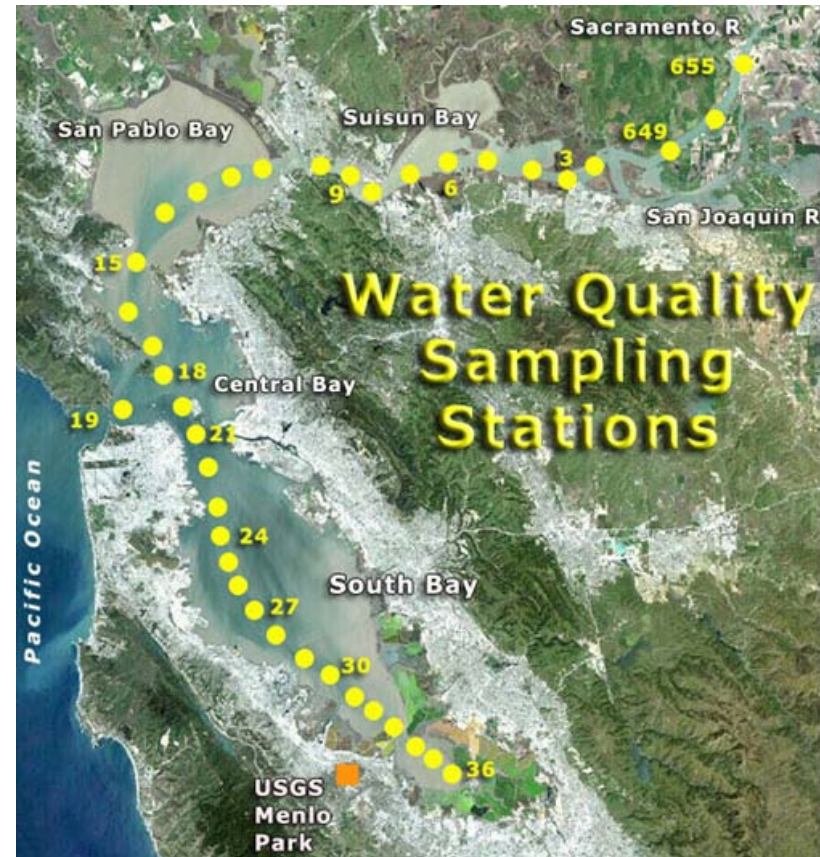 Sacramento R
655
San Pablo Bay
Suisun Bay
649
3
9
6
San Joaquin R
15
Water Quality
Sampling
Stations
18
Central Bay
19
21
Pacific Ocean
24
South Bay
27
30
36
USGS
Menlo
Park